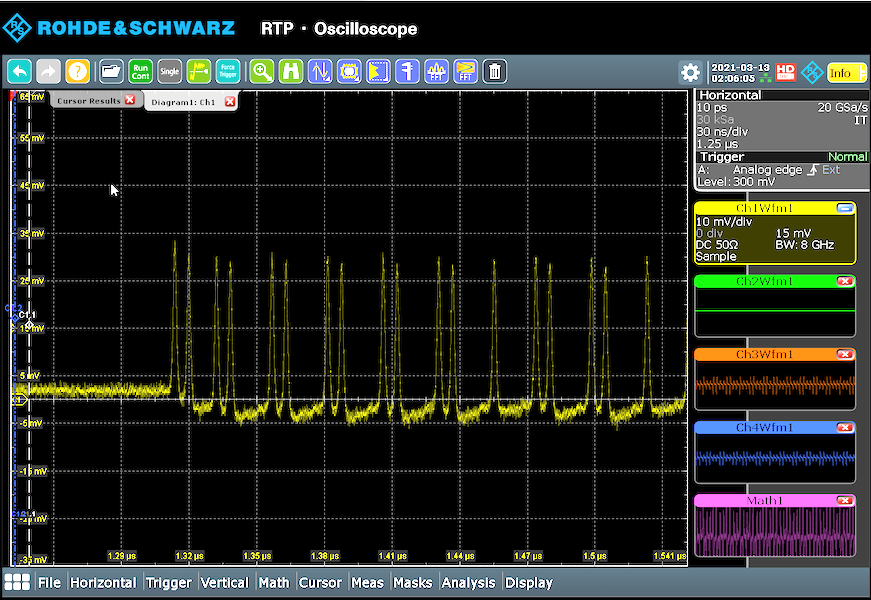 ROHDE&SCHWARZ RTP · Oscilloscope
Run Cont
Single
Force Trigger
FFT
FFT
2021-03-13
02:06:05
HD
Info
Cursor Results
Diagram1: Ch1
65 mV
55 mV
45 mV
35 mV
25 mV
15 mV
5 mV
-5 mV
-15 mV
C1.1
1.29 µs
1.32 µs
1.35 µs
1.38 µs
1.41 µs
1.44 µs
1.47 µs
1.5 µs
1.541 µs
Horizontal
10 ps 20 GSa/s
30 kSa IT
30 ns/div
1.25 µs
Trigger Normal
A: Analog edge Ext
Level: 300 mV
Ch1Wfm1
10 mV/div
0 div 15 mV
DC 50Ω BW: 8 GHz
Sample
Ch2Wfm1
Ch3Wfm1
Ch4Wfm1
Math1
File Horizontal Trigger Vertical Math Cursor Meas Masks Analysis Display